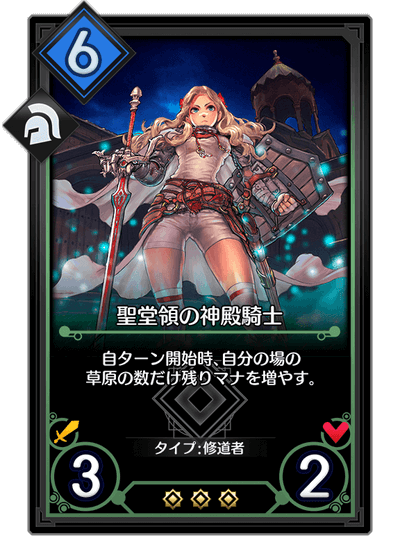 6
聖堂領の神殿騎士
自ターン開始時、自分の場の
草原の数だけ残りマナを増やす。
タイプ:修道者
3
2